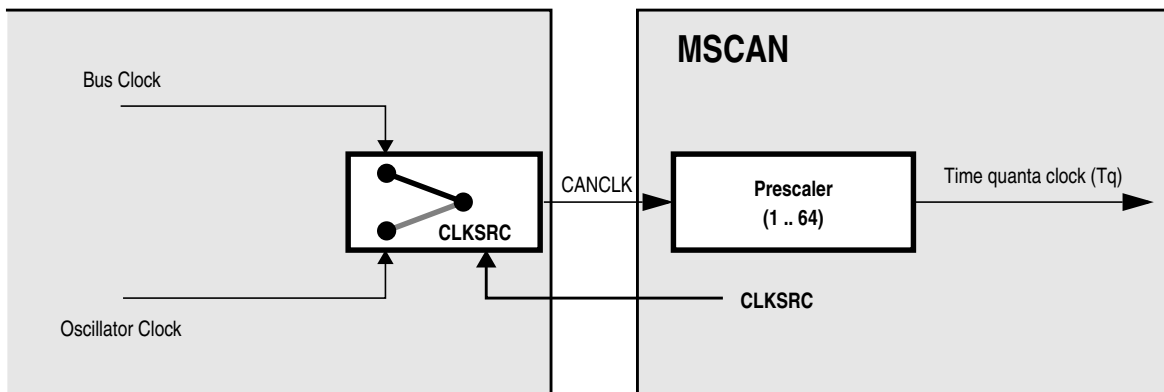 MSCAN
Bus Clock
CANCLK
Prescaler
(1 .. 64)
Time quanta clock (Tq)
CLKSRC
CLKSRC
Oscillator Clock